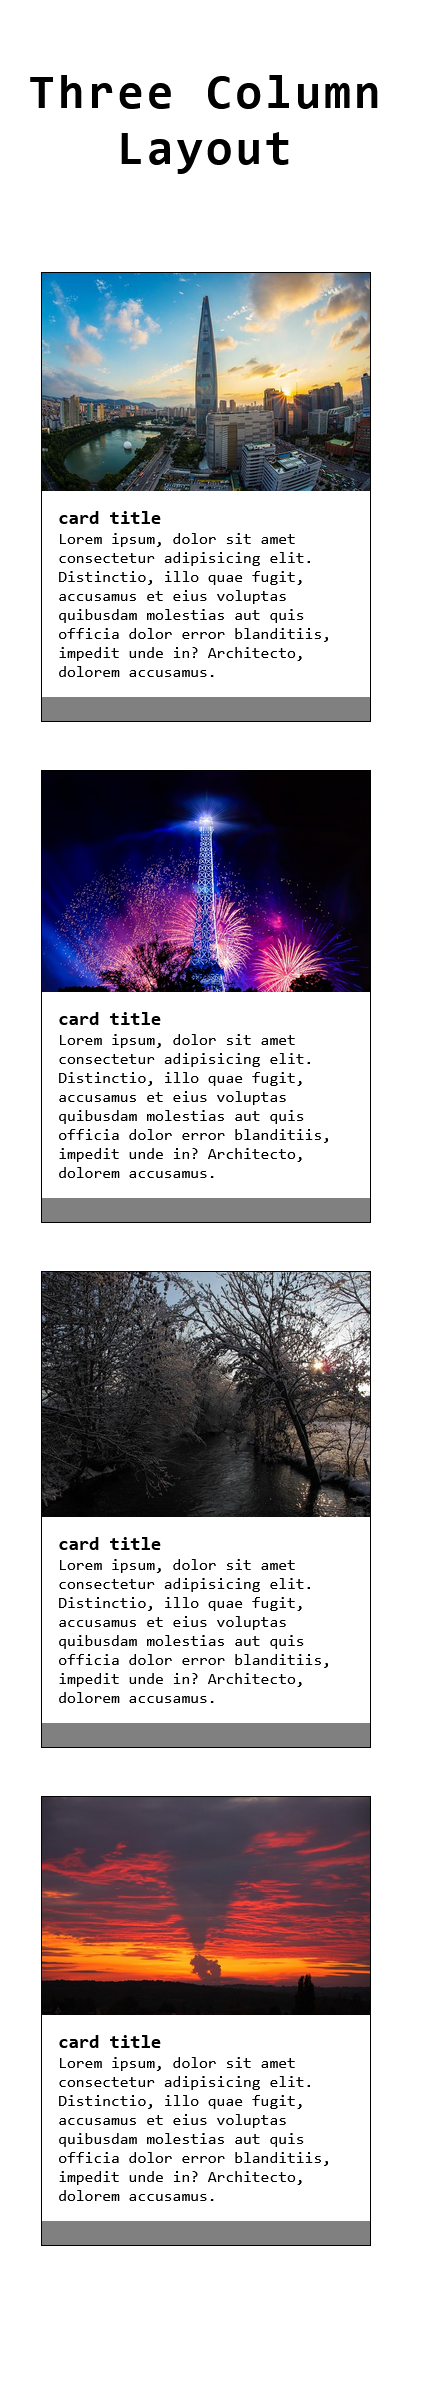 Three Column
Layout
card title
Lorem ipsum, dolor sit amet
consectetur adipisicing elit.
Distinctio, illo quae fugit,
accusamus et eius voluptas
quibusdam molestias aut quis
officia dolor error blanditiis,
impedit unde in? Architecto,
dolorem accusamus.
card title
Lorem ipsum, dolor sit amet
consectetur adipisicing elit.
Distinctio, illo quae fugit,
accusamus et eius voluptas
quibusdam molestias aut quis
officia dolor error blanditiis,
impedit unde in? Architecto,
dolorem accusamus.
card title
Lorem ipsum, dolor sit amet
consectetur adipisicing elit.
Distinctio, illo quae fugit,
accusamus et eius voluptas
quibusdam molestias aut quis
officia dolor error blanditiis,
impedit unde in? Architecto,
dolorem accusamus.
card title
Lorem ipsum, dolor sit amet
consectetur adipisicing elit.
Distinctio, illo quae fugit,
accusamus et eius voluptas
quibusdam molestias aut quis
officia dolor error blanditiis,
impedit unde in? Architecto,
dolorem accusamus.